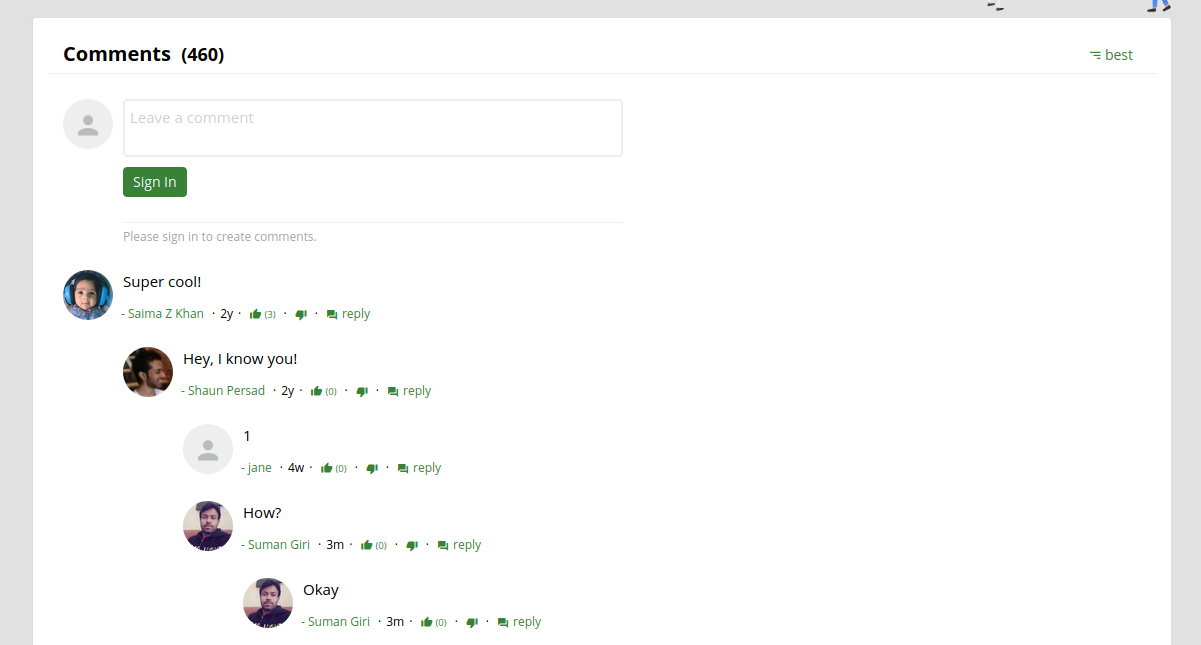 Comments (460)
best
Leave a comment
Sign In
Please sign in to create comments.
Super cool!
- Saima Z Khan · 2y · (3) · · reply
Hey, I know you!
- Shaun Persad · 2y · (0) · · reply
1
- jane · 4w · (0) · · reply
How?
- Suman Giri · 3m · (0) · · reply
Okay
- Suman Giri · 3m · (0) · · reply